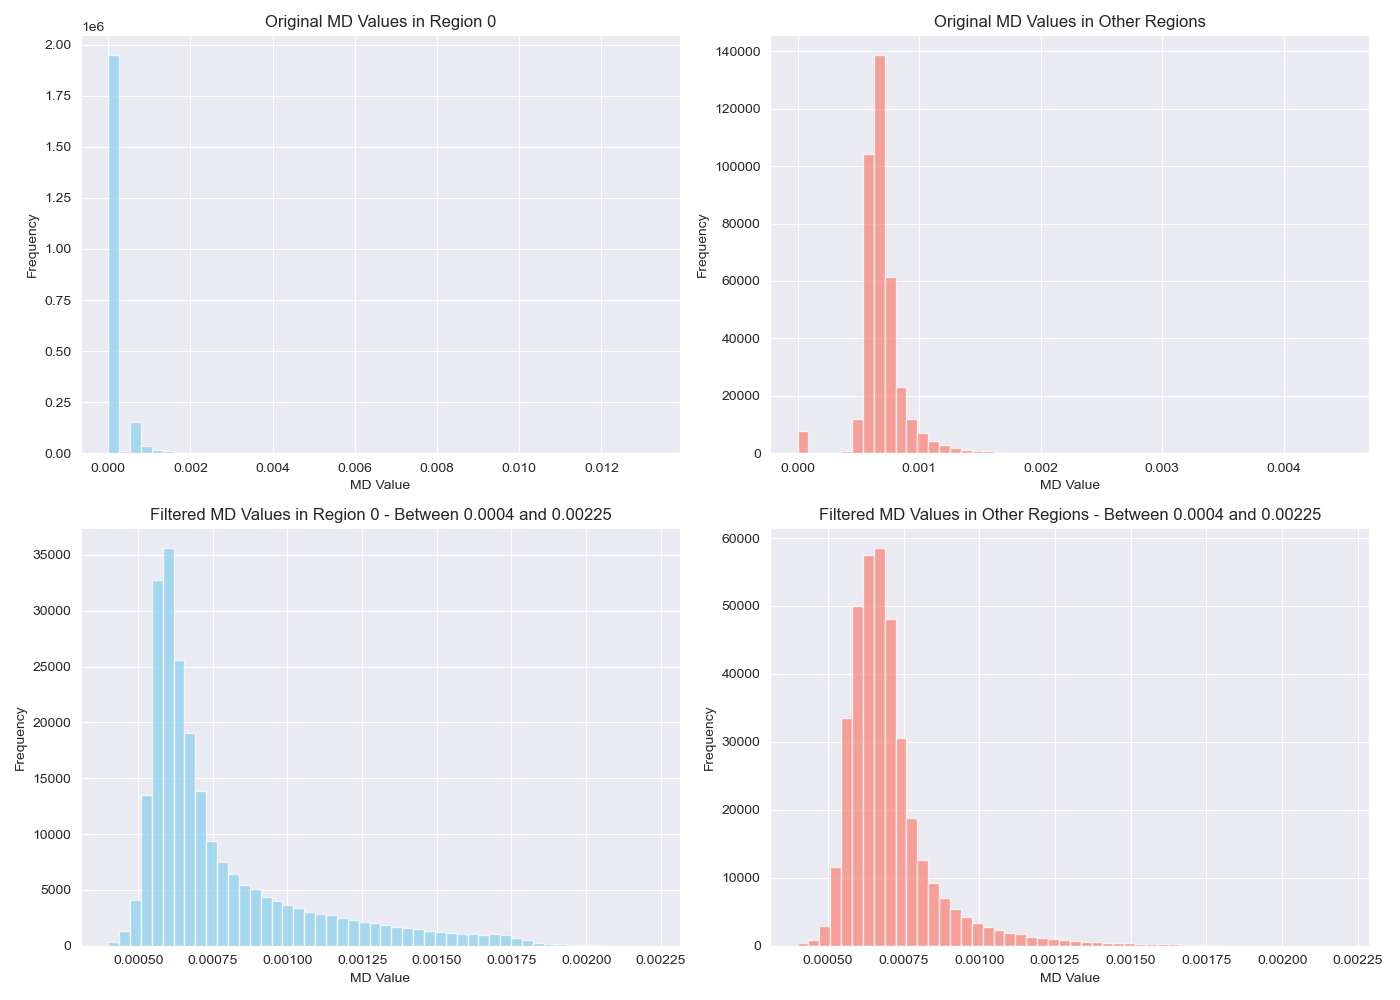 Original MD Values in Region 0
1e6
2.00
1.75
1.50
1.25
1.00
0.75
0.50
0.25
0.00
Frequency
0.000 0.002 0.004 0.006 0.008 0.010 0.012
MD Value
Original MD Values in Other Regions
140000
120000
100000
80000
60000
40000
20000
0
Frequency
0.000 0.001 0.002 0.003 0.004
MD Value
Filtered MD Values in Region 0 - Between 0.0004 and 0.00225
35000
30000
25000
20000
15000
10000
5000
0
Frequency
0.00050 0.00075 0.00100 0.00125 0.00150 0.00175 0.00200 0.00225
MD Value
Filtered MD Values in Other Regions - Between 0.0004 and 0.00225
60000
50000
40000
30000
20000
10000
0
Frequency
0.00050 0.00075 0.00100 0.00125 0.00150 0.00175 0.00200 0.00225
MD Value